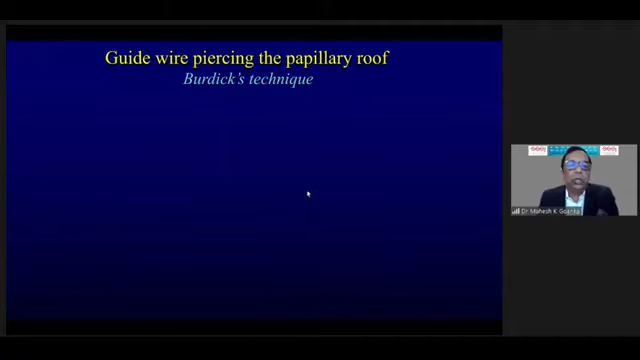 Guide wire piercing the papillary roof
Burdick's technique
Dr. Mahesh K. Goenka